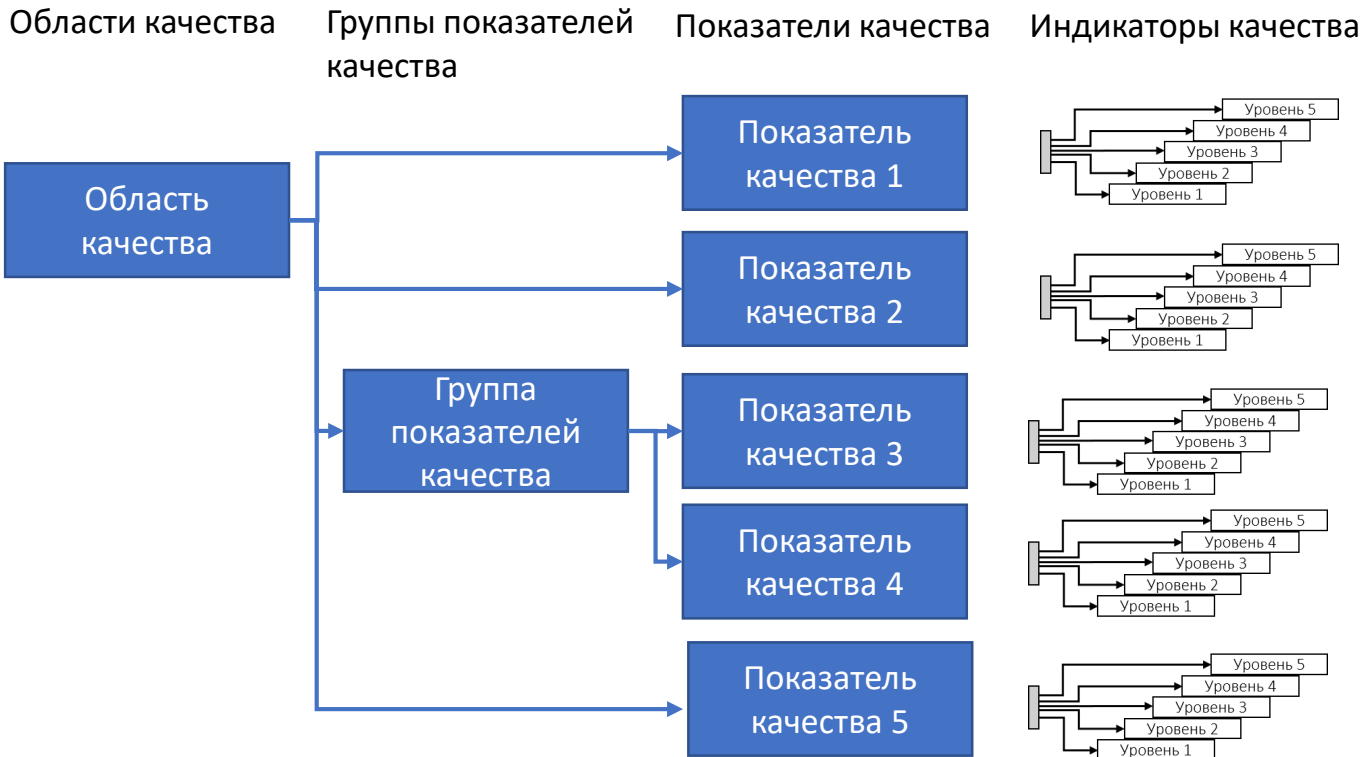 Области качества
Группы показателей
качества
Показатели качества
Индикаторы качества
Область
качества
Показатель
качества 1
Уровень 5
Уровень 4
Уровень 3
Уровень 2
Уровень 1
Показатель
качества 2
Уровень 5
Уровень 4
Уровень 3
Уровень 2
Уровень 1
Группа
показателей
качества
Показатель
качества 3
Уровень 5
Уровень 4
Уровень 3
Уровень 2
Уровень 1
Показатель
качества 4
Уровень 5
Уровень 4
Уровень 3
Уровень 2
Уровень 1
Показатель
качества 5
Уровень 5
Уровень 4
Уровень 3
Уровень 2
Уровень 1